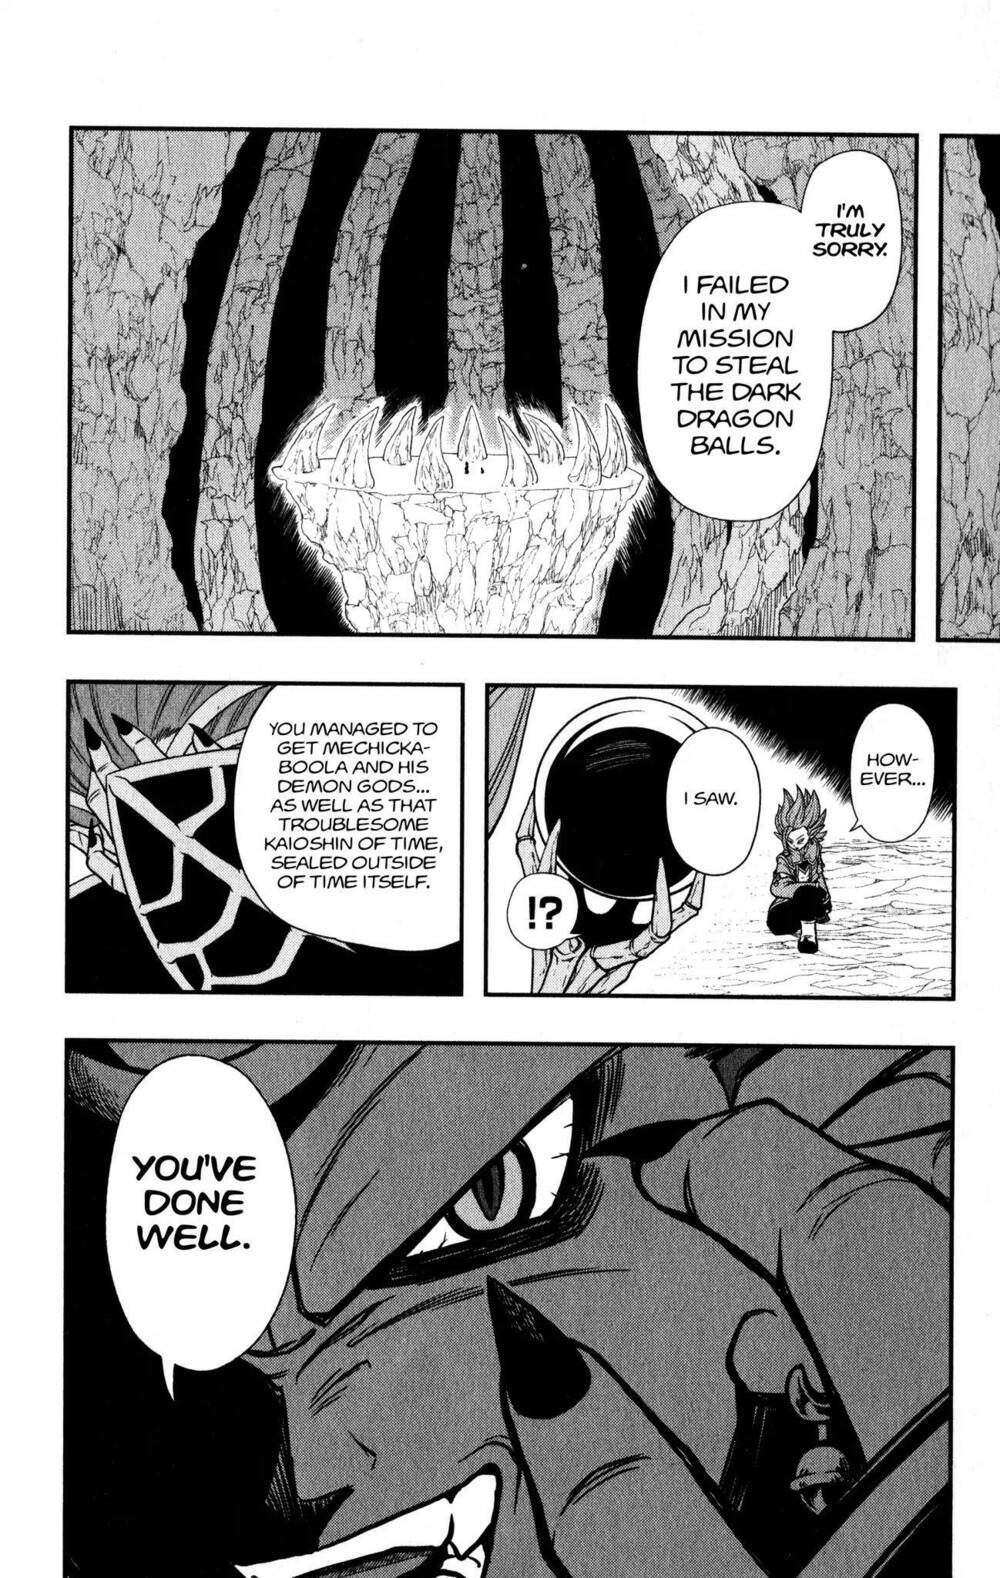 I'M
TRULY
SORRY.
I FAILED
IN MY
MISSION
TO STEAL
THE DARK
DRAGON
BALLS.
HOW-
EVER...
I SAW.
!?
YOU MANAGED TO
GET MECHICKA-
BOOLA AND HIS
DEMON GODS...
AS WELL AS THAT
TROUBLESOME
KAIOSHIN OF TIME,
SEALED OUTSIDE
OF TIME ITSELF.
YOU'VE
DONE
WELL.